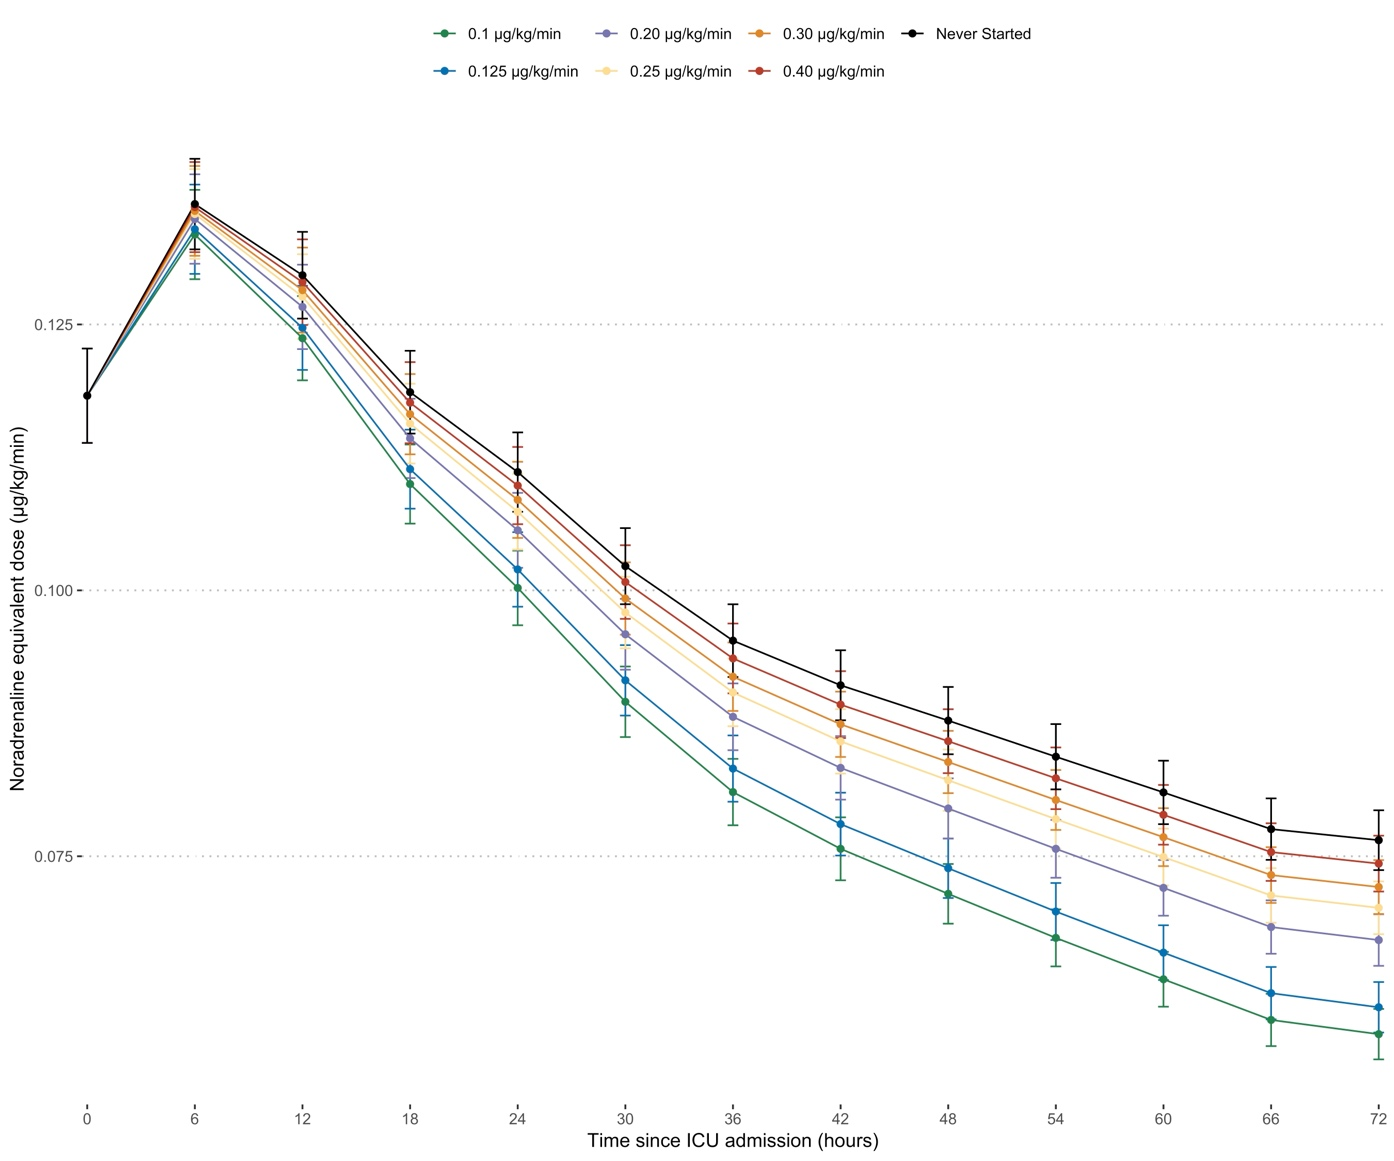 0.1 µg/kg/min 0.20 µg/kg/min 0.30 µg/kg/min Never Started
0.125 µg/kg/min 0.25 µg/kg/min 0.40 µg/kg/min
Noradrenaline equivalent dose (µg/kg/min)
0.125
0.100
0.075
0 6 12 18 24 30 36 42 48 54 60 66 72
Time since ICU admission (hours)